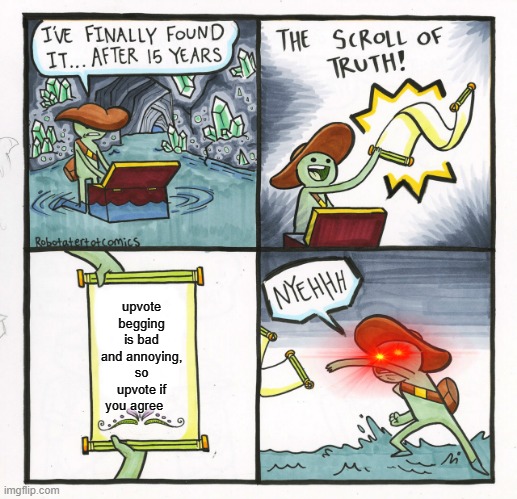 I'VE FINALLY FOUND
IT... AFTER 15 YEARS
THE SCROLL OF
TRUTH!
Robotatertotcomics
upvote
begging
is bad
and annoying,
so
upvote if
you agree
NYEHHH
imgflip.com